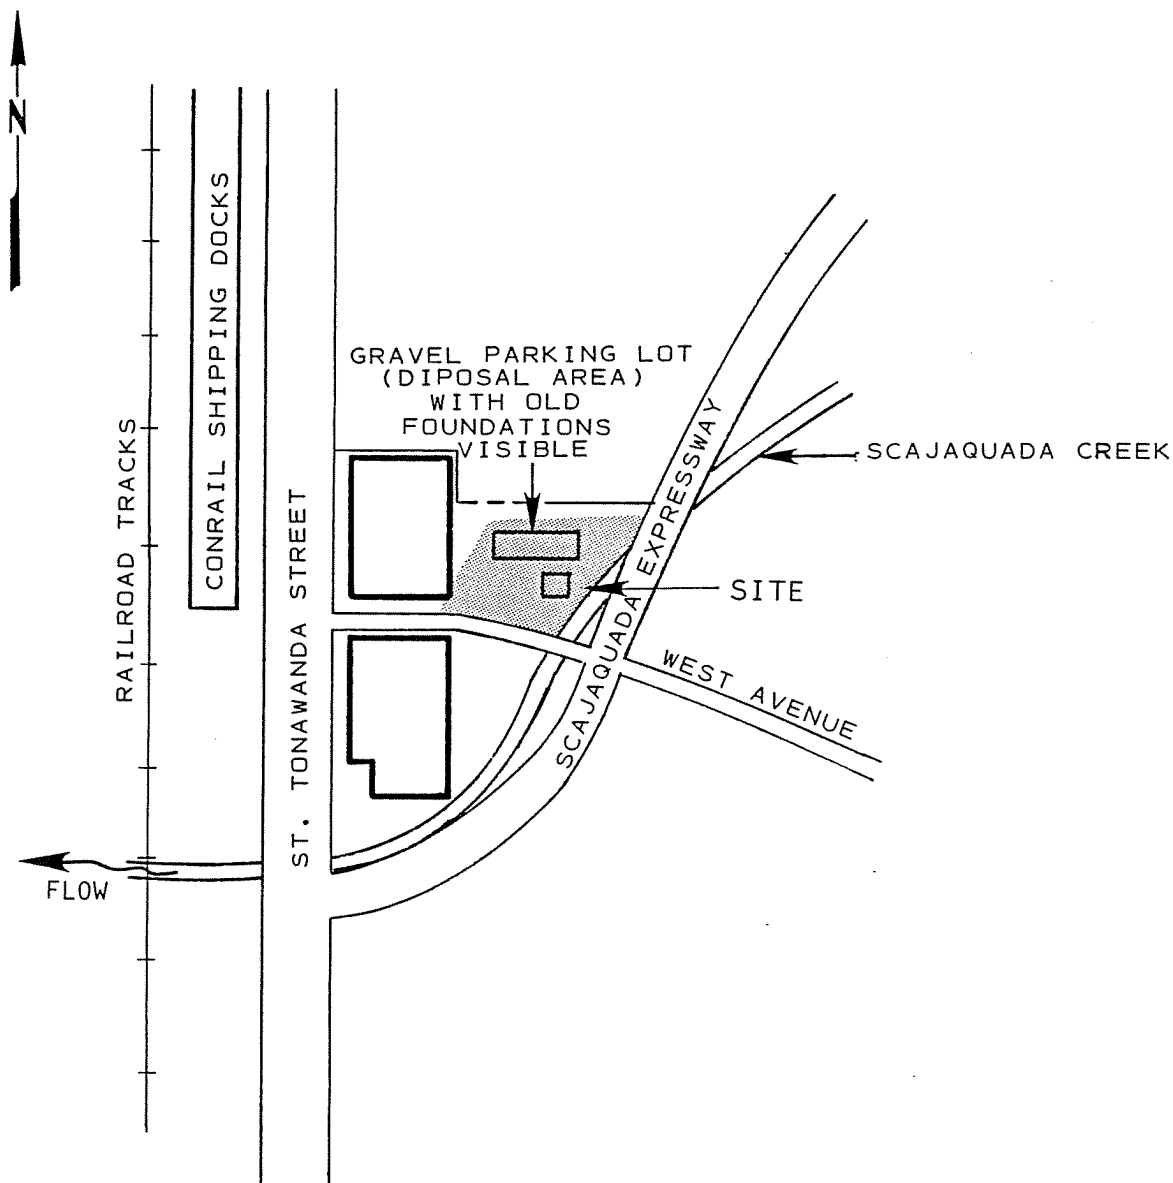 N
RAILROAD TRACKS
CONRAIL SHIPPING DOCKS
ST. TONAWANDA STREET
GRAVEL PARKING LOT
(DIPOSAL AREA)
WITH OLD
FOUNDATIONS
VISIBLE
SCAJAQUADA EXPRESSWAY
SCAJAQUADA CREEK
SITE
WEST AVENUE
FLOW